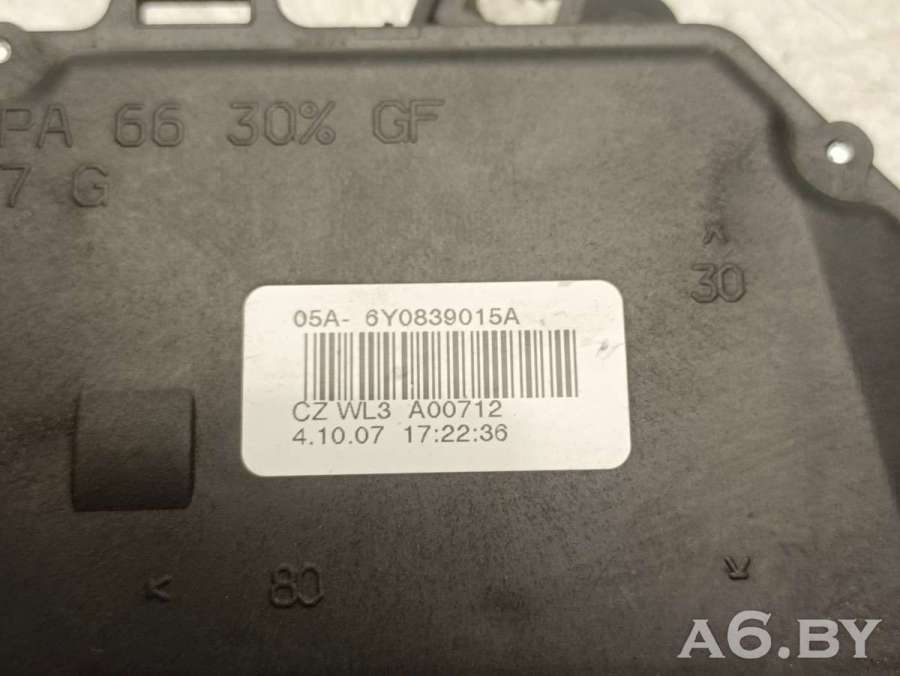 PA 66 30% GF
7 G
30
05A- 6Y0839015A
CZ WL3 A00712
4.10.07 17:22:36
80
A6.BY